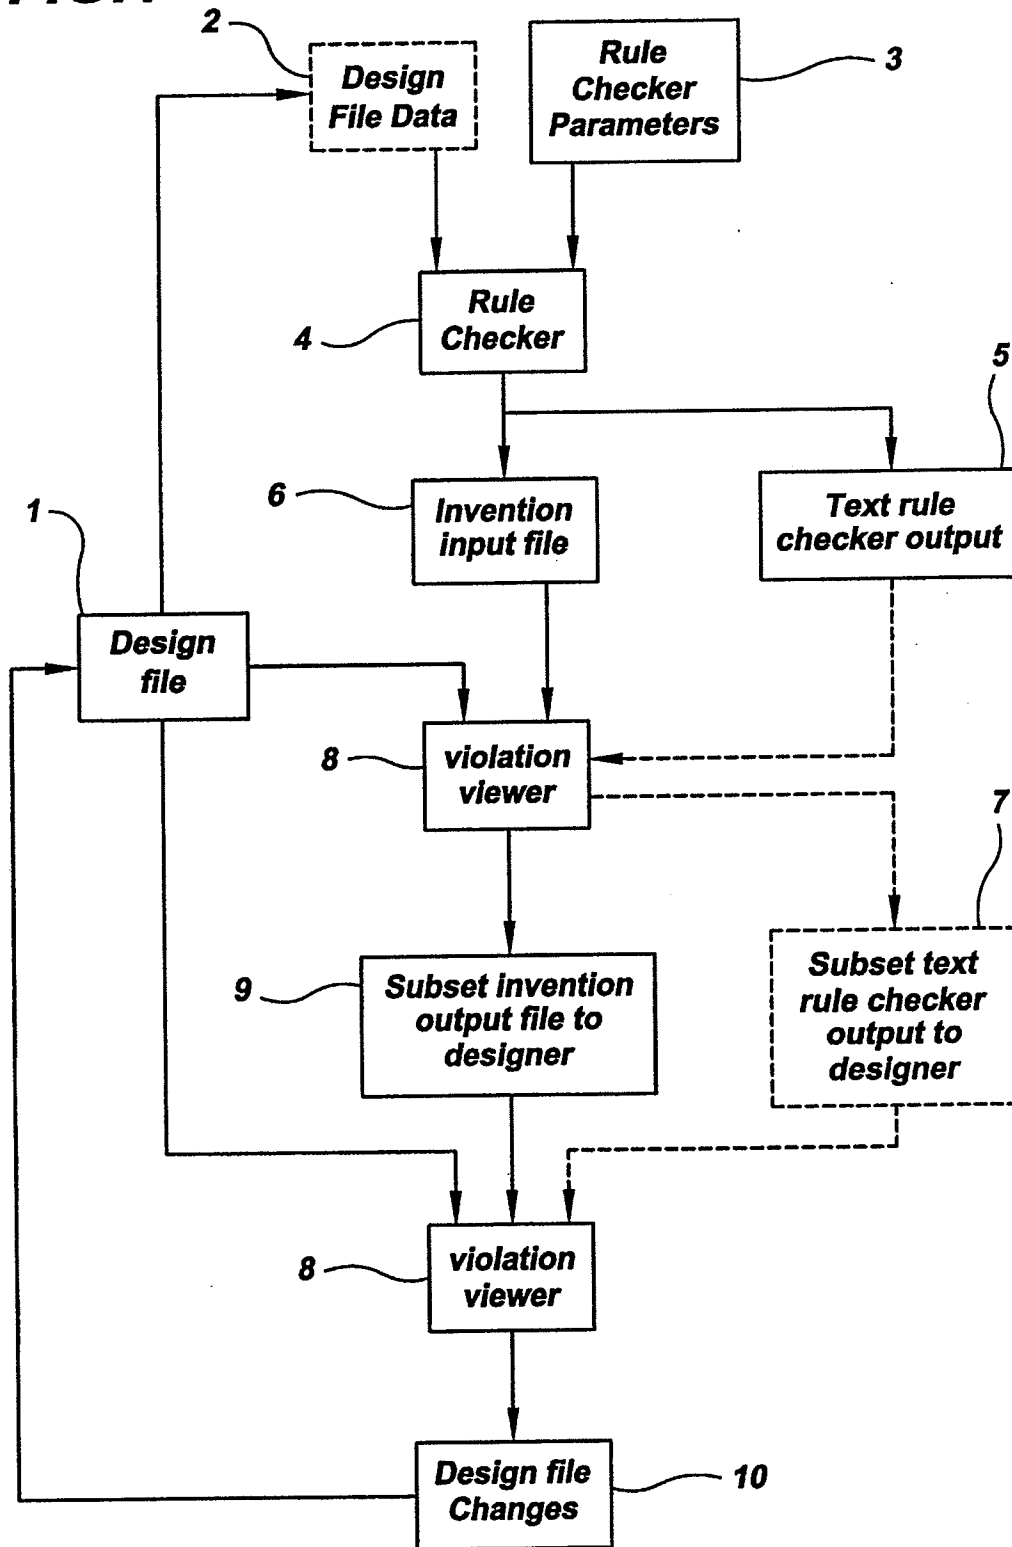 2
Design
File Data
Rule
Checker
Parameters
3
Rule
Checker
4
5
6
Invention
input file
Text rule
checker output
1
Design
file
8
violation
viewer
7
9
Subset invention
output file to
designer
Subset text
rule checker
output to
designer
8
violation
viewer
Design file
Changes
10